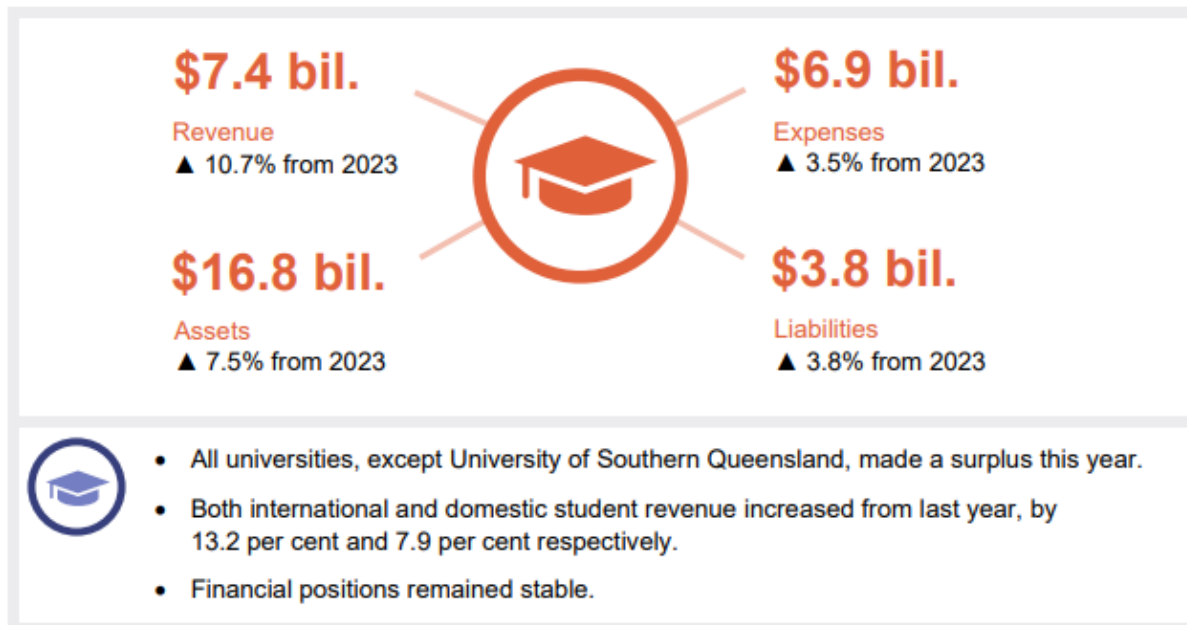 $7.4 bil.
Revenue
▲ 10.7% from 2023
$6.9 bil.
Expenses
▲ 3.5% from 2023
$16.8 bil.
Assets
▲ 7.5% from 2023
$3.8 bil.
Liabilities
▲ 3.8% from 2023
• All universities, except University of Southern Queensland, made a surplus this year.
• Both international and domestic student revenue increased from last year, by
13.2 per cent and 7.9 per cent respectively.
• Financial positions remained stable.